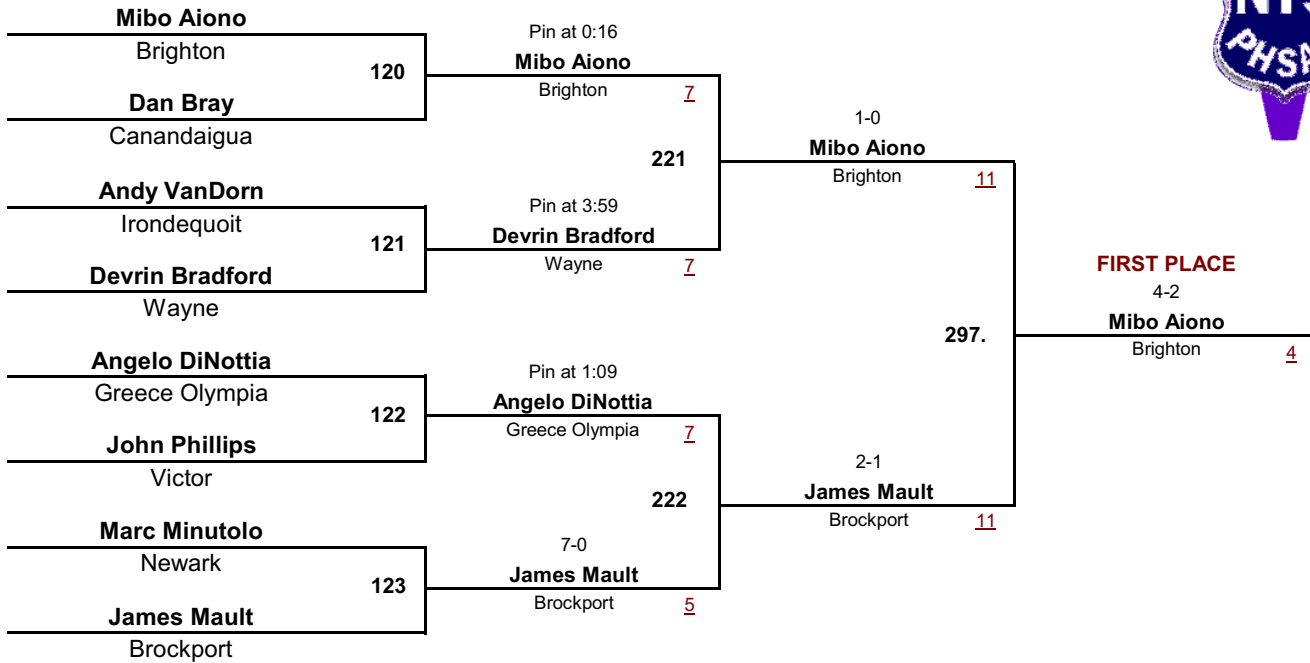 Mibo Aiono
Brighton
120
Dan Bray
Canandaigua
Andy VanDorn
Irondequoit
121
Devrin Bradford
Wayne
Angelo DiNottia
Greece Olympia
122
John Phillips
Victor
Marc Minutolo
Newark
123
James Mault
Brockport
Pin at 0:16
Mibo Aiono
Brighton 7
221
Pin at 3:59
Devrin Bradford
Wayne 7
Pin at 1:09
Angelo DiNottia
Greece Olympia 7
222
7-0
James Mault
Brockport 5
1-0
Mibo Aiono
Brighton 11
297.
2-1
James Mault
Brockport 11
FIRST PLACE
4-2
Mibo Aiono
Brighton 4